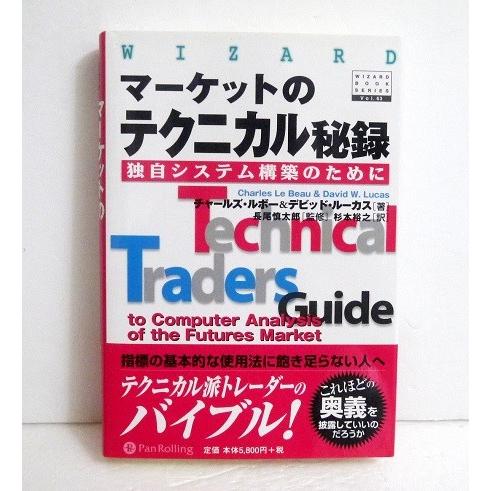 WIZARD
マーケットの
テクニカル秘録
独自システム構築のために
WIZARD
BOOK
SERIES
Vol.63
Charles Le Beau & David W. Lucas
チャールズ・ルボー&デビッド・ルーカス[著]
長尾慎太郎[監修] 杉本裕之[訳]
Technical
Traders
Guide
to Computer Analysis
of the Futures Market
指標の基本的な使用法に飽き足らない人へ
テクニカル派トレーダーの
バイブル!
これほどの
奥義を
披露していいの
だろうか
PanRolling
定価 本体5,800円+税
マーケットの